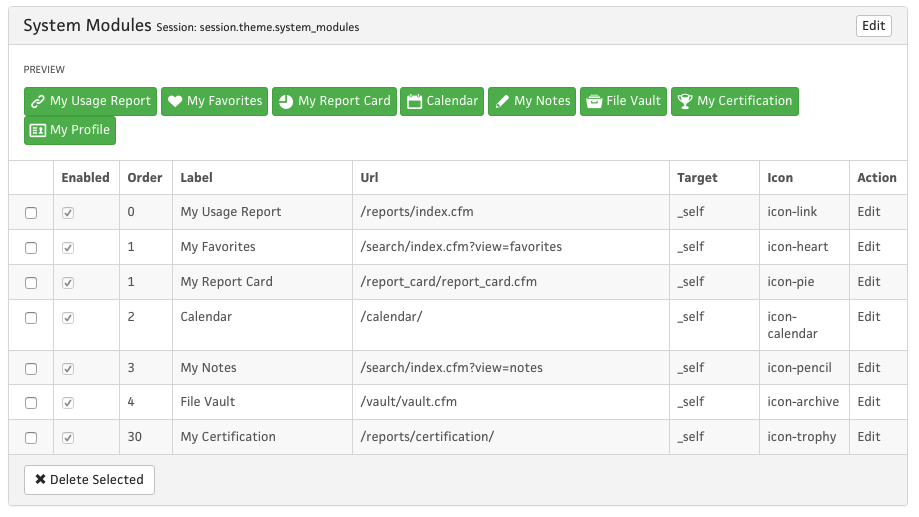 System Modules Session: session.theme.system_modules Edit
PREVIEW
My Usage Report My Favorites My Report Card Calendar My Notes File Vault My Certification
My Profile
Enabled Order Label Url Target Icon Action
0 My Usage Report /reports/index.cfm _self icon-link Edit
1 My Favorites /search/index.cfm?view=favorites _self icon-heart Edit
1 My Report Card /report_card/report_card.cfm _self icon-pie Edit
2 Calendar /calendar/ _self icon-calendar Edit
3 My Notes /search/index.cfm?view=notes _self icon-pencil Edit
4 File Vault /vault/vault.cfm _self icon-archive Edit
30 My Certification /reports/certification/ _self icon-trophy Edit
Delete Selected